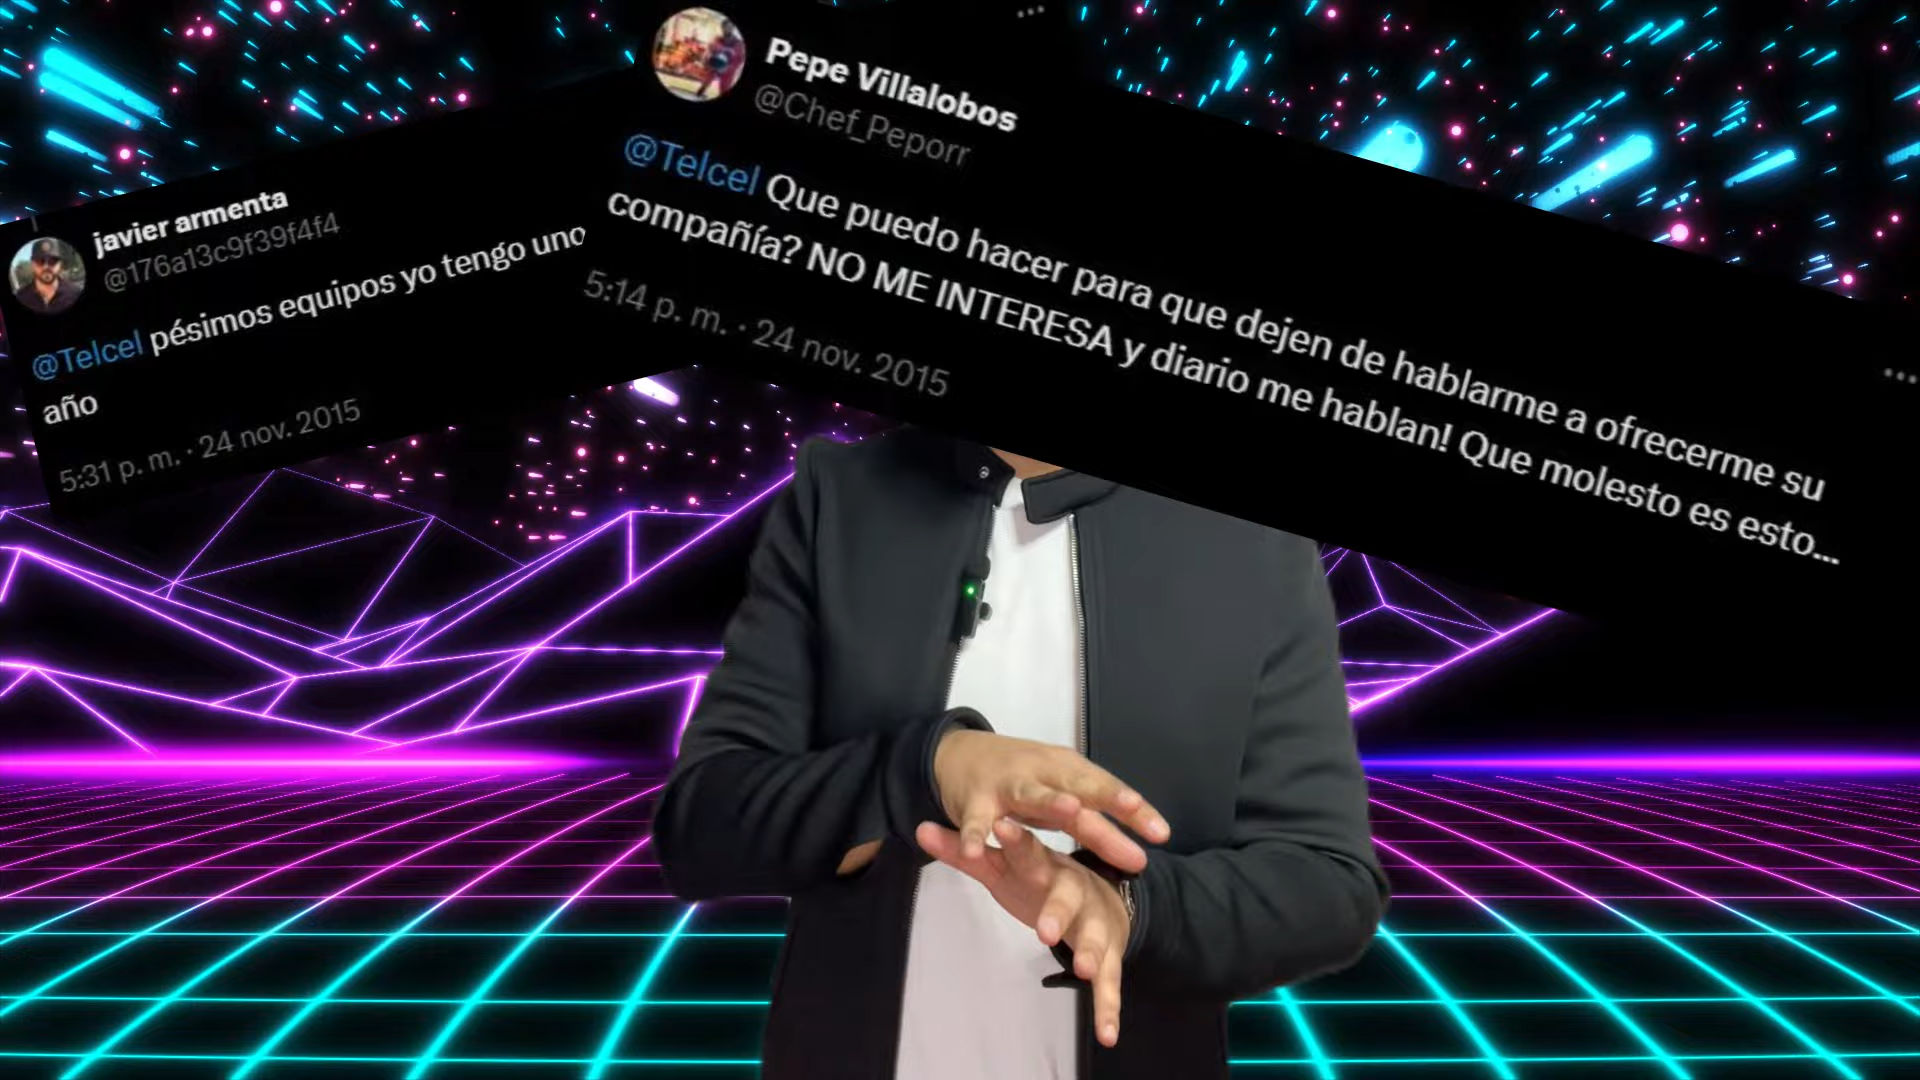 javier armenta
@176a13c9f39f4f4
@Telcel pésimos equipos yo tengo uno
año
5:31 p. m. · 24 nov. 2015
Pepe Villalobos
@Chef_Peporr
@Telcel Que puedo hacer para que dejen de hablarme a ofrecerme su
compañía? NO ME INTERESA y diario me hablan! Que molesto es esto...
5:14 p. m. · 24 nov. 2015